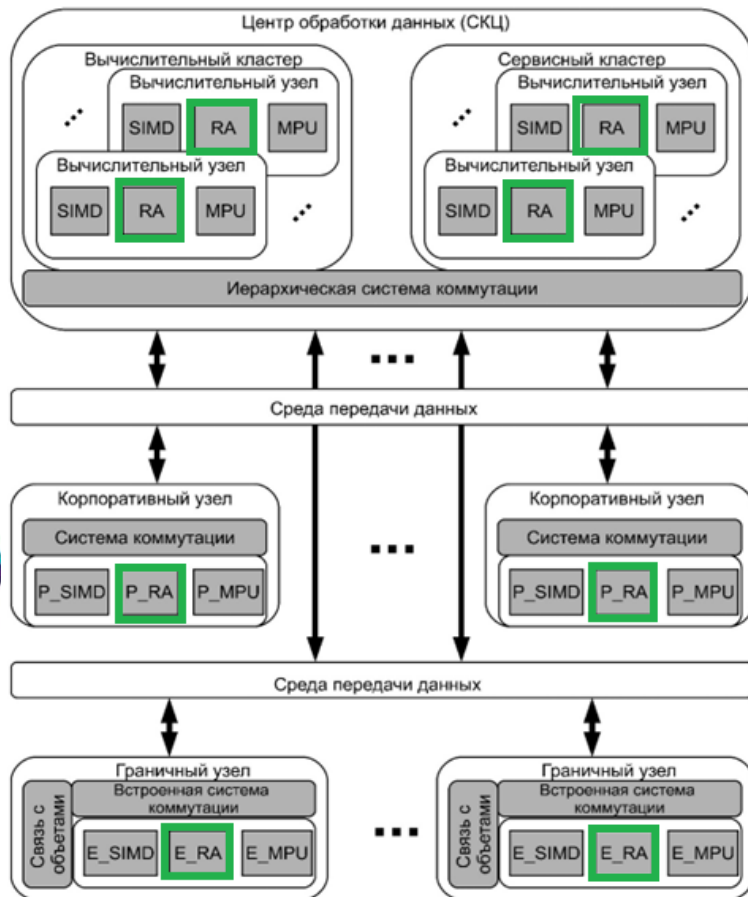 Центр обработки данных (СКЦ)
Вычислительный кластер
Сервисный кластер
Вычислительный узел
Вычислительный узел
SIMD RA MPU
SIMD RA MPU
Вычислительный узел
Вычислительный узел
SIMD RA MPU
SIMD RA MPU
Иерархическая система коммутации
Среда передачи данных
Корпоративный узел
Корпоративный узел
Система коммутации
Система коммутации
P_SIMD P_RA P_MPU
P_SIMD P_RA P_MPU
Среда передачи данных
Граничный узел
Граничный узел
Связь с
объетами
Встроенная система
коммутации
Связь с
объетами
Встроенная система
коммутации
E_SIMD E_RA E_MPU
E_SIMD E_RA E_MPU